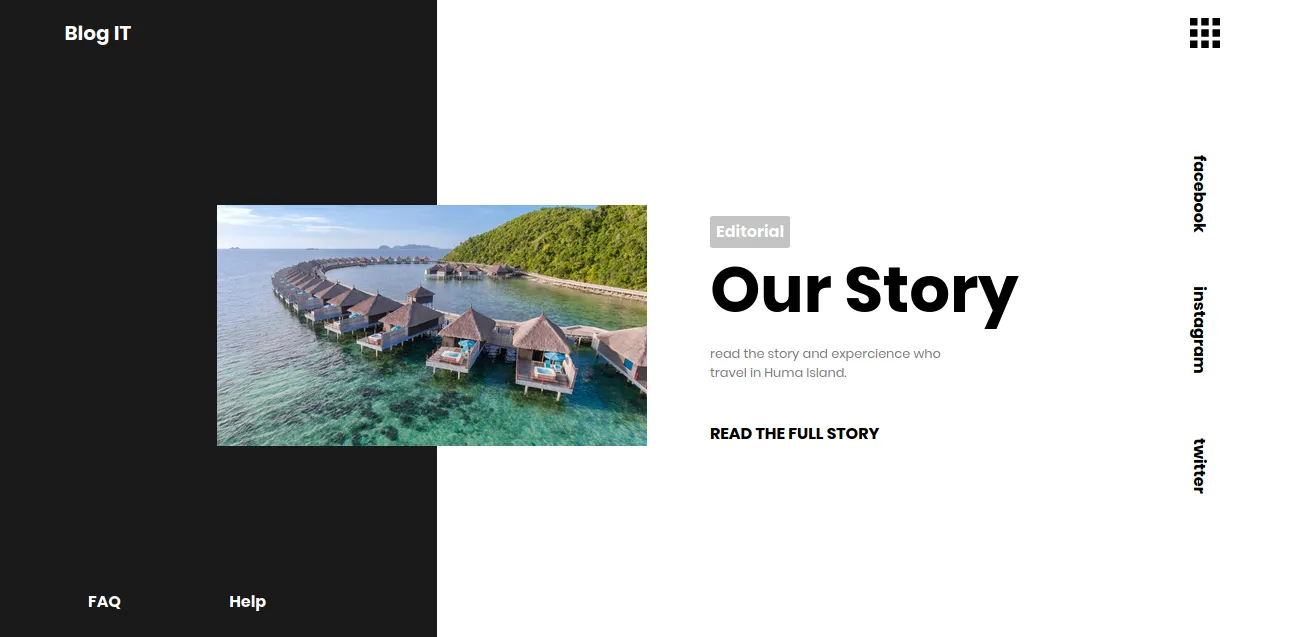 Blog IT
Editorial
Our Story
read the story and expercience who
travel in Huma Island.
READ THE FULL STORY
facebook
instagram
twitter
FAQ
Help